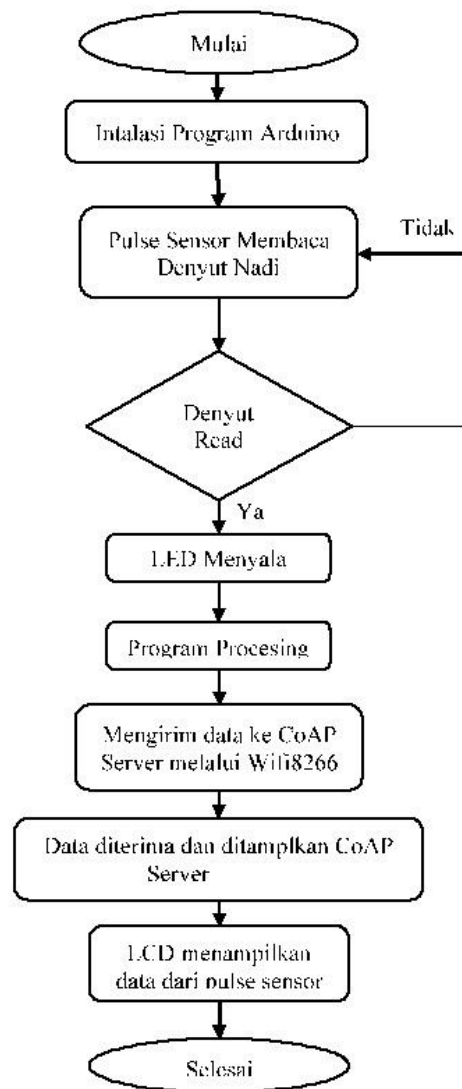 Mulai
Intalasi Program Arduino
Tidak
Pulse Sensor Membaca
Denyut Nadi
Denyut
Read
Ya
LED Menyala
Program Procesing
Mengirim data ke CoAP
Server melalui Wifi8266
Data diterima dan ditamplkan CoAP
Server
LCD menampilkan
data dari pulse sensor
Selesai